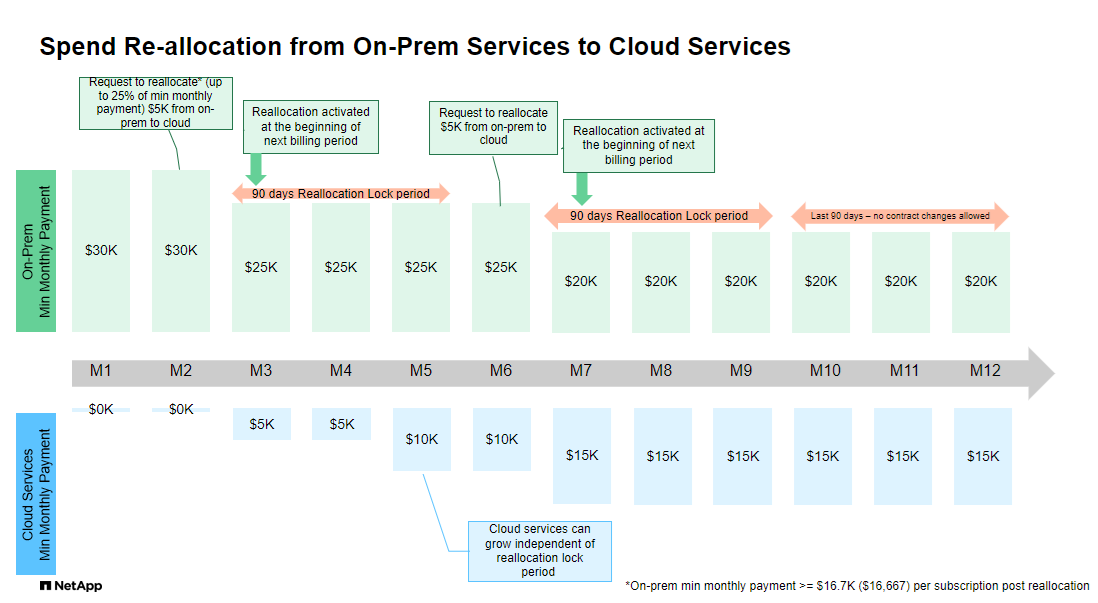 Spend Re-allocation from On-Prem Services to Cloud Services
Request to reallocate* (up
to 25% of min monthly
payment) $5K from on-
prem to cloud
Reallocation activated
at the beginning of
next billing period
Request to reallocate
$5K from on-prem to
cloud
Reallocation activated at
the beginning of next
billing period
90 days Reallocation Lock period
90 days Reallocation Lock period
Last 90 days – no contract changes allowed
On-Prem
Min Monthly Payment
$30K
$30K
$25K
$25K
$25K
$25K
$20K
$20K
$20K
$20K
$20K
$20K
M1
M2
M3
M4
M5
M6
M7
M8
M9
M10
M11
M12
Cloud Services
Min Monthly Payment
$0K
$0K
$5K
$5K
$10K
$10K
$15K
$15K
$15K
$15K
$15K
$15K
Cloud services can
grow independent of
reallocation lock
period
NetApp
*On-prem min monthly payment >= $16.7K ($16,667) per subscription post reallocation